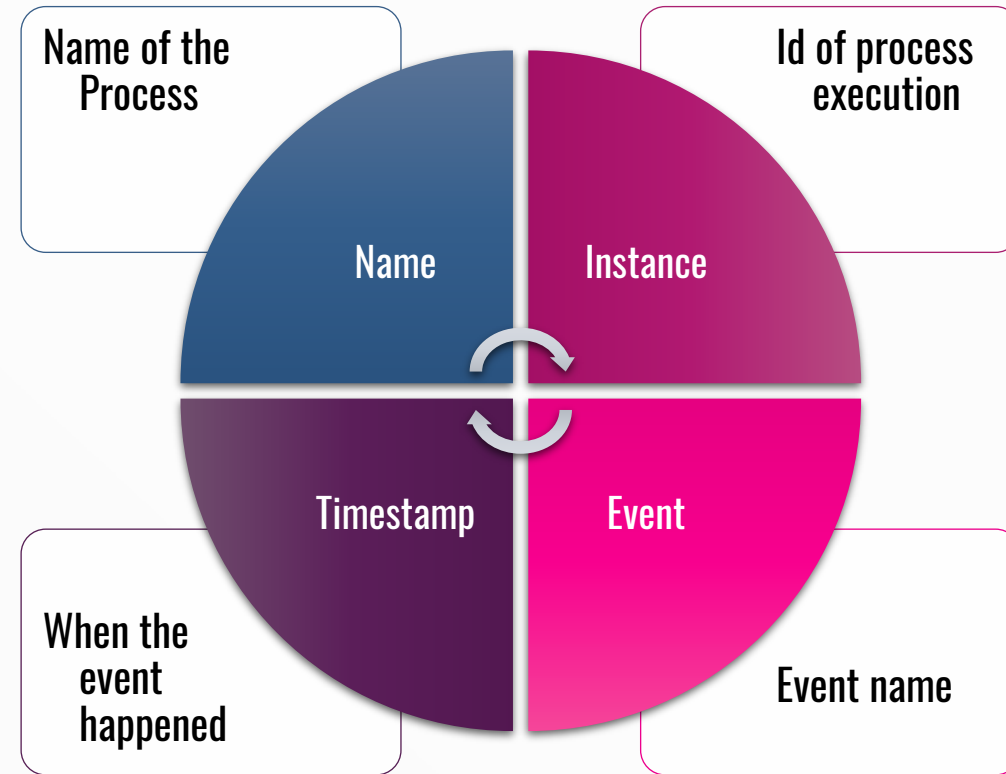 Name of the
Process
Id of process
execution
Name
Instance
Timestamp
Event
When the
event
happened
Event name